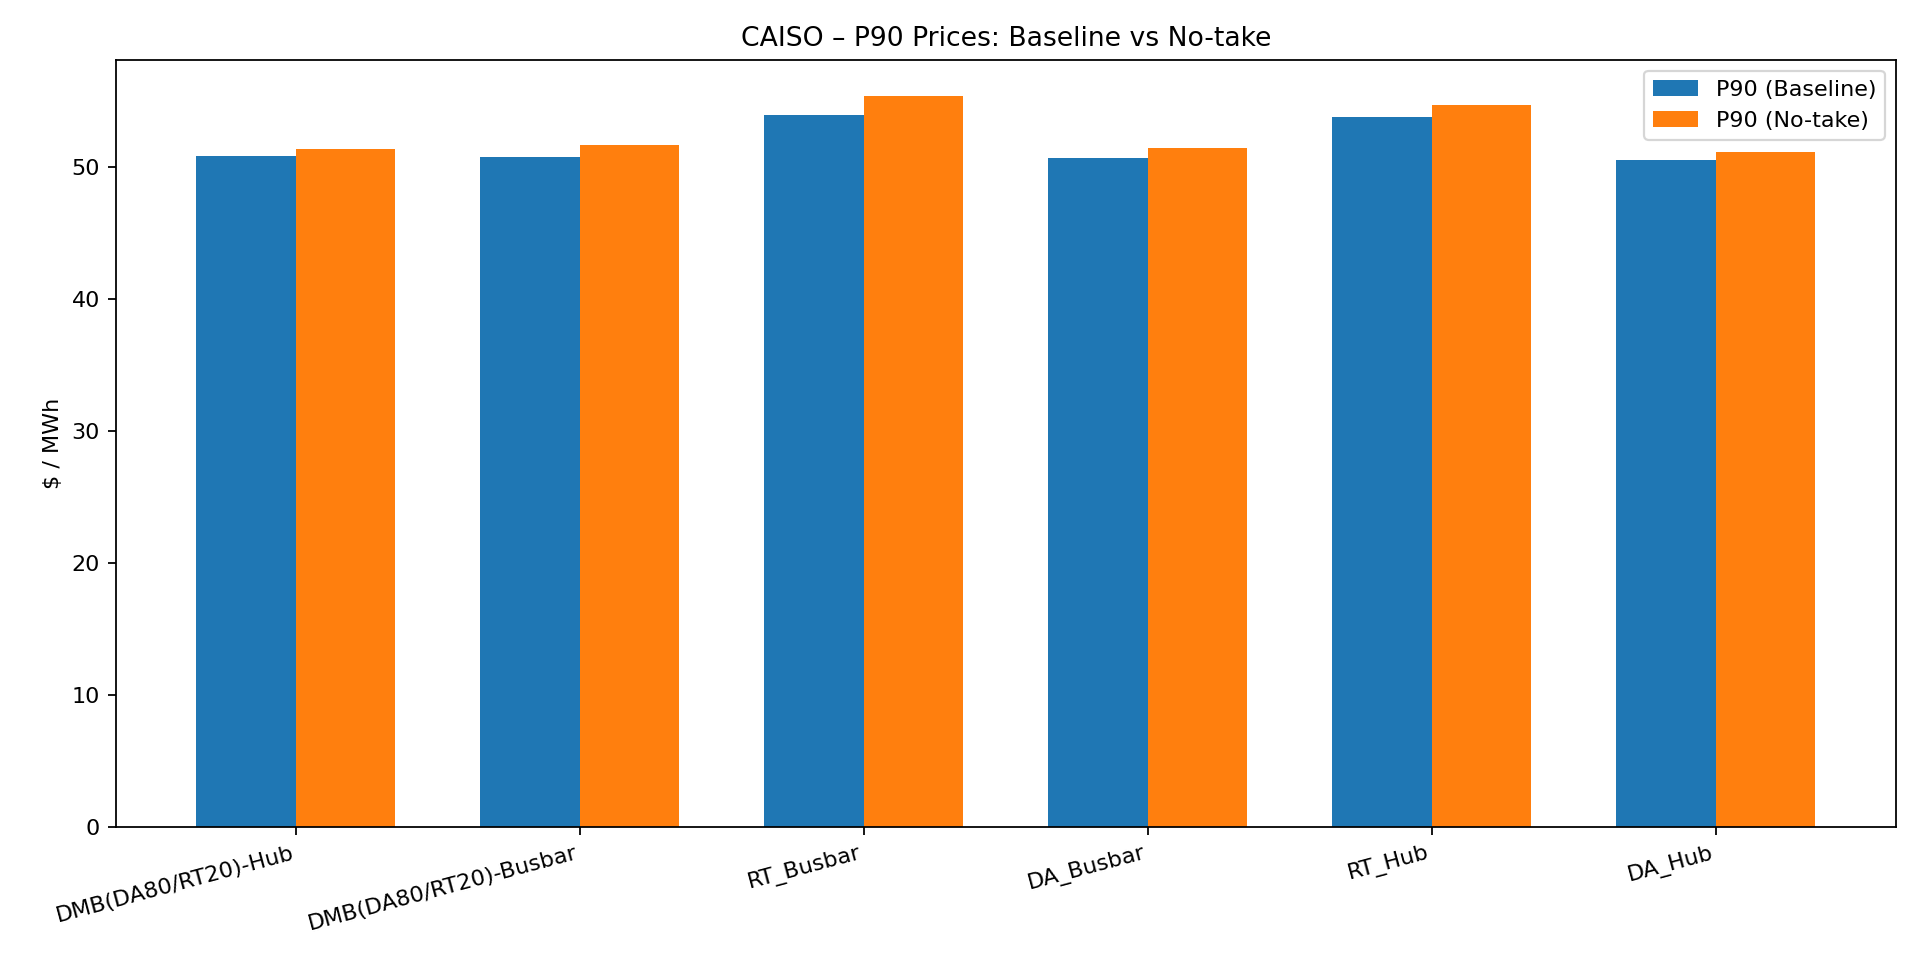 CAISO – P90 Prices: Baseline vs No-take
P90 (Baseline)
P90 (No-take)
$ / MWh
50
40
30
20
10
0
DMB(DA80/RT20)-Hub
DMB(DA80/RT20)-Busbar
RT_Busbar
DA_Busbar
RT_Hub
DA_Hub